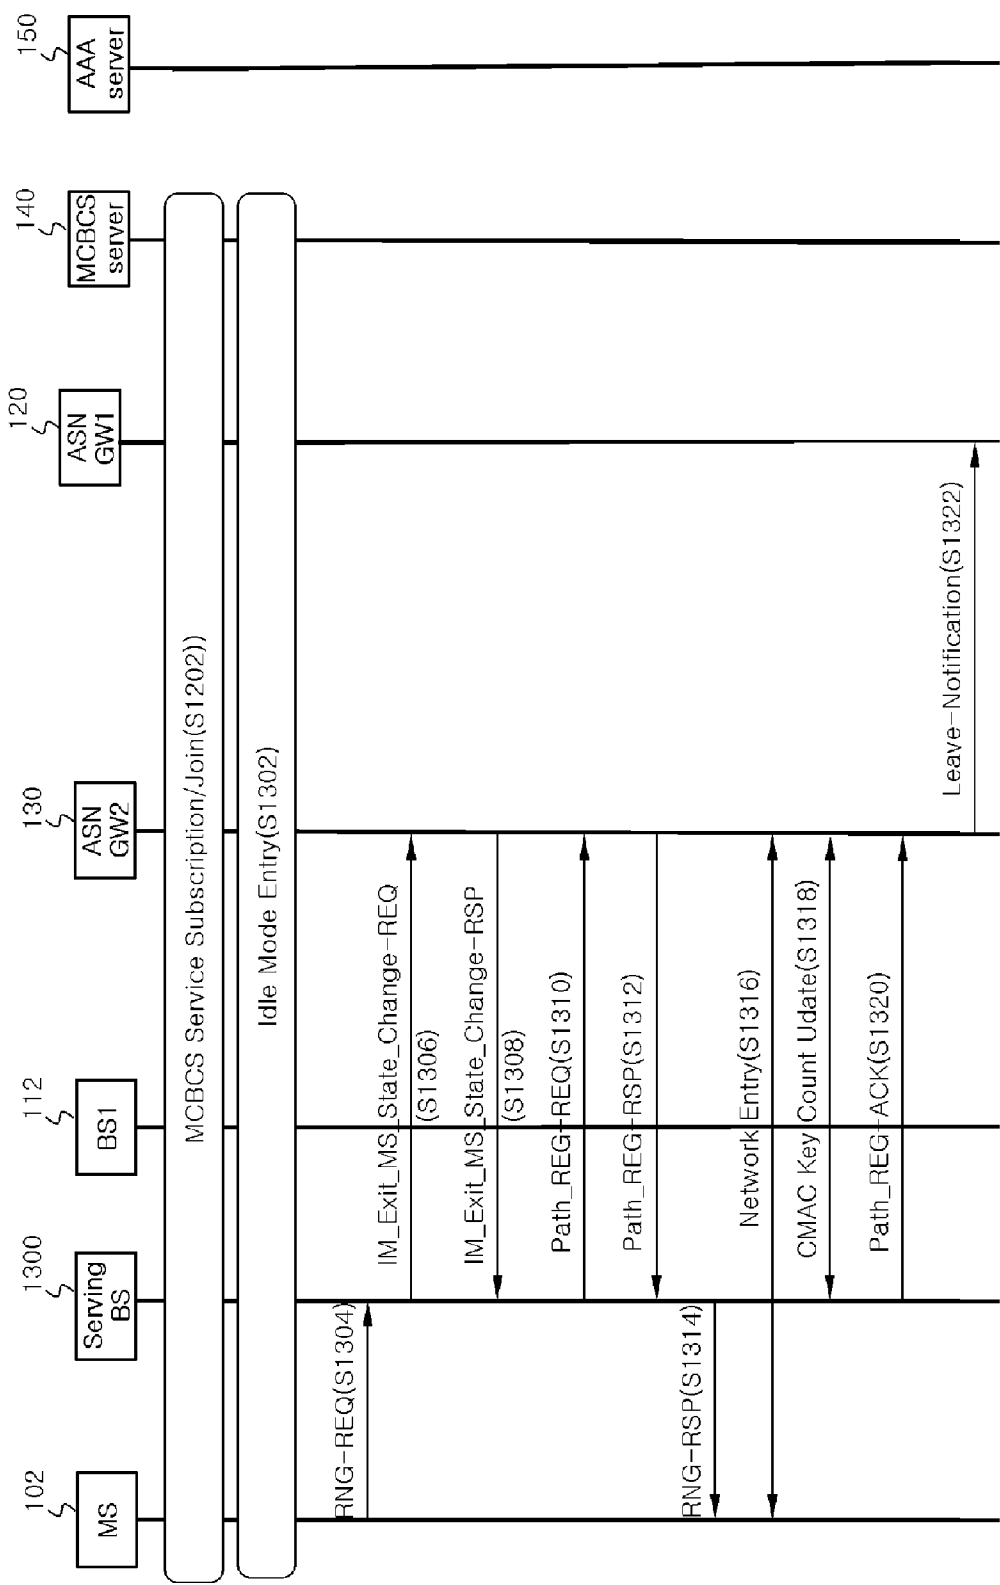 102
MS
1300
Serving
BS
112
BS1
130
ASN
GW2
120
ASN
GW1
140
MCBCS
server
150
AAA
server
MCBCS Service Subscription/Join(S1202))
Idle Mode Entry(S1302)
RNG-REQ(S1304)
IM_Exit_MS_State_Change-REQ
(S1306)
IM_Exit_MS_State_Change-RSP
(S1308)
Path_REG-REQ(S1310)
Path_REG-RSP(S1312)
RNG-RSP(S1314)
Network Entry(S1316)
CMAC Key Count Udate(S1318)
Path_REG-ACK(S1320)
Leave-Notification(S1322)